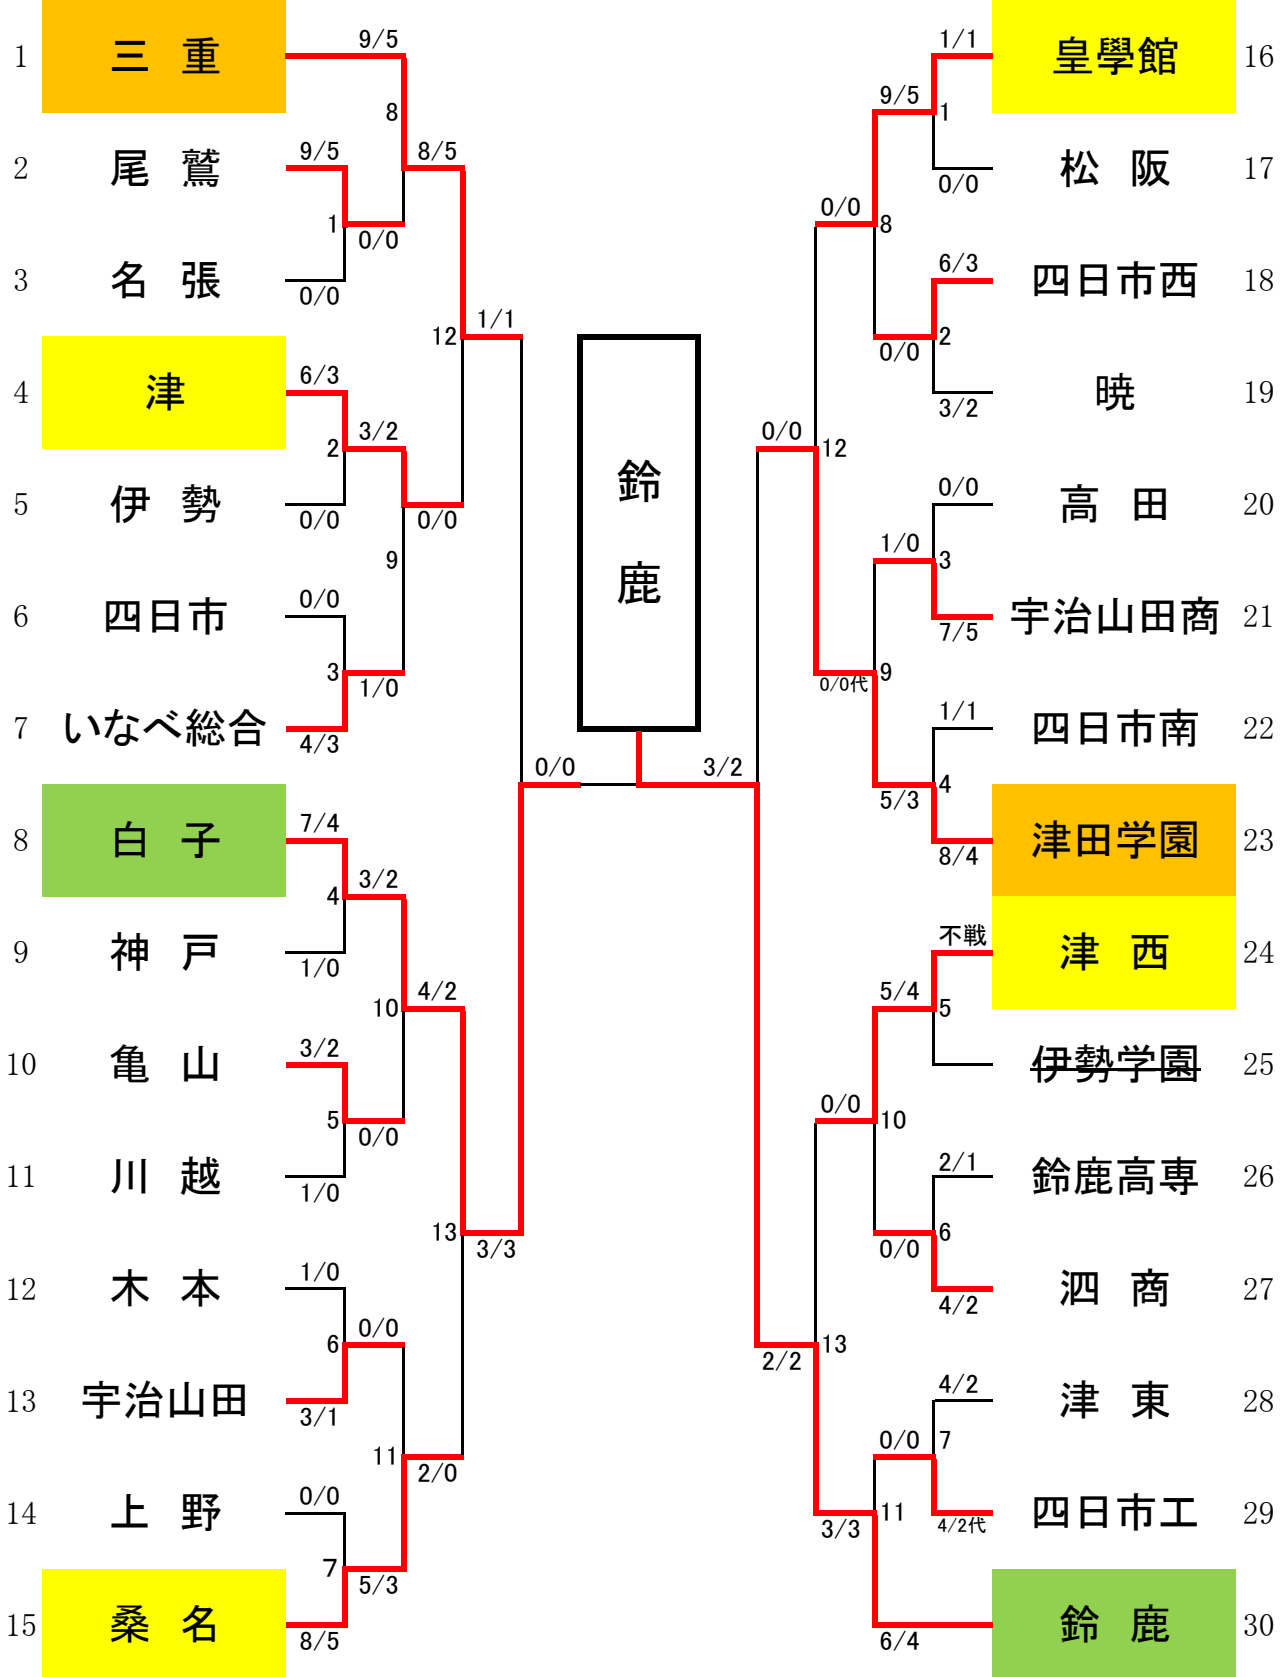 1 三重 9/5
8
2 尾鷲 9/5 8/5
1 0/0
3 名張 0/0
12 1/1
4 津 6/3
2 3/2
5 伊勢 0/0 0/0
9
6 四日市 0/0
3 1/0
7 いなべ総合 4/3
0/0
8 白子 7/4
4 3/2
9 神戸 1/0
10 4/2
10 亀山 3/2
5 0/0
11 川越 1/0
13 3/3
12 木本 1/0
6 0/0
13 宇治山田 3/1
11 2/0
14 上野 0/0
7 5/3
15 桑名 8/5
鈴鹿
3/2
1/1 皇學館 16
9/5 1
0/0 松阪 17
0/0 8
6/3 四日市西 18
0/0 2
3/2 暁 19
0/0 12
0/0 高田 20
1/0 3
7/5 宇治山田商 21
0/0代 9
1/1 四日市南 22
5/3 4
8/4 津田学園 23
不戦 津西 24
5/4 5
伊勢学園 25
0/0 10
2/1 鈴鹿高専 26
0/0 6
4/2 泗商 27
2/2 13
4/2 津東 28
0/0 7
4/2代 四日市工 29
3/3 11
6/4 鈴鹿 30